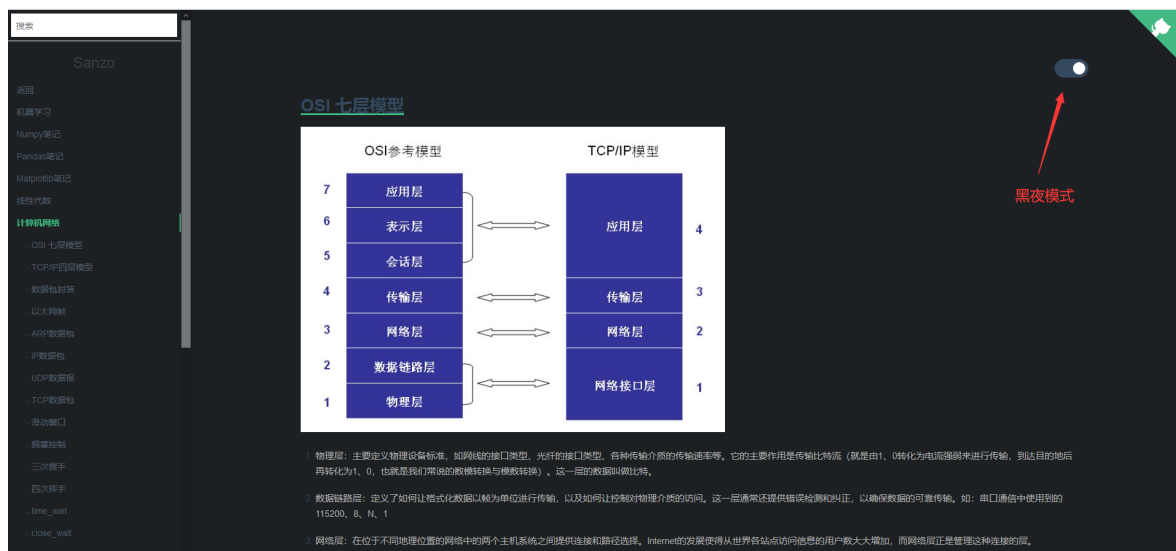 搜索
Sanzo
返回
机器学习
Numpy笔记
Pandas笔记
Matplotlib笔记
线性代数
计算机网络
- OSI 七层模型
- TCP/IP四层模型
- 数据包封装
- 以太网帧
- ARP数据包
- IP数据包
- UDP数据报
- TCP数据包
- 滑动窗口
- 拥塞控制
- 三次握手
- 四次挥手
- time_wait
- close_wait
黑夜模式
OSI 七层模型
OSI参考模型 TCP/IP模型
7 应用层
6 表示层 应用层 4
5 会话层
4 传输层 传输层 3
3 网络层 网络层 2
2 数据链路层
网络接口层 1
1 物理层
1. 物理层：主要定义物理设备标准，如网线的接口类型、光纤的接口类型、各种传输介质的传输速率等。它的主要作用是传输比特流（就是由1、0转化为电流强弱来进行传输，到达目的地后
再转化为1、0，也就是我们常说的数模转换与模数转换）。这一层的数据叫做比特。
2. 数据链路层：定义了如何让格式化数据以帧为单位进行传输，以及如何让控制对物理介质的访问。这一层通常还提供错误检测和纠正，以确保数据的可靠传输。如：串口通信中使用到的
115200、8、N、1
3. 网络层：在位于不同地理位置的网络中的两个主机系统之间提供连接和路径选择。Internet的发展使得从世界各站点访问信息的用户数大大增加，而网络层正是管理这种连接的层。